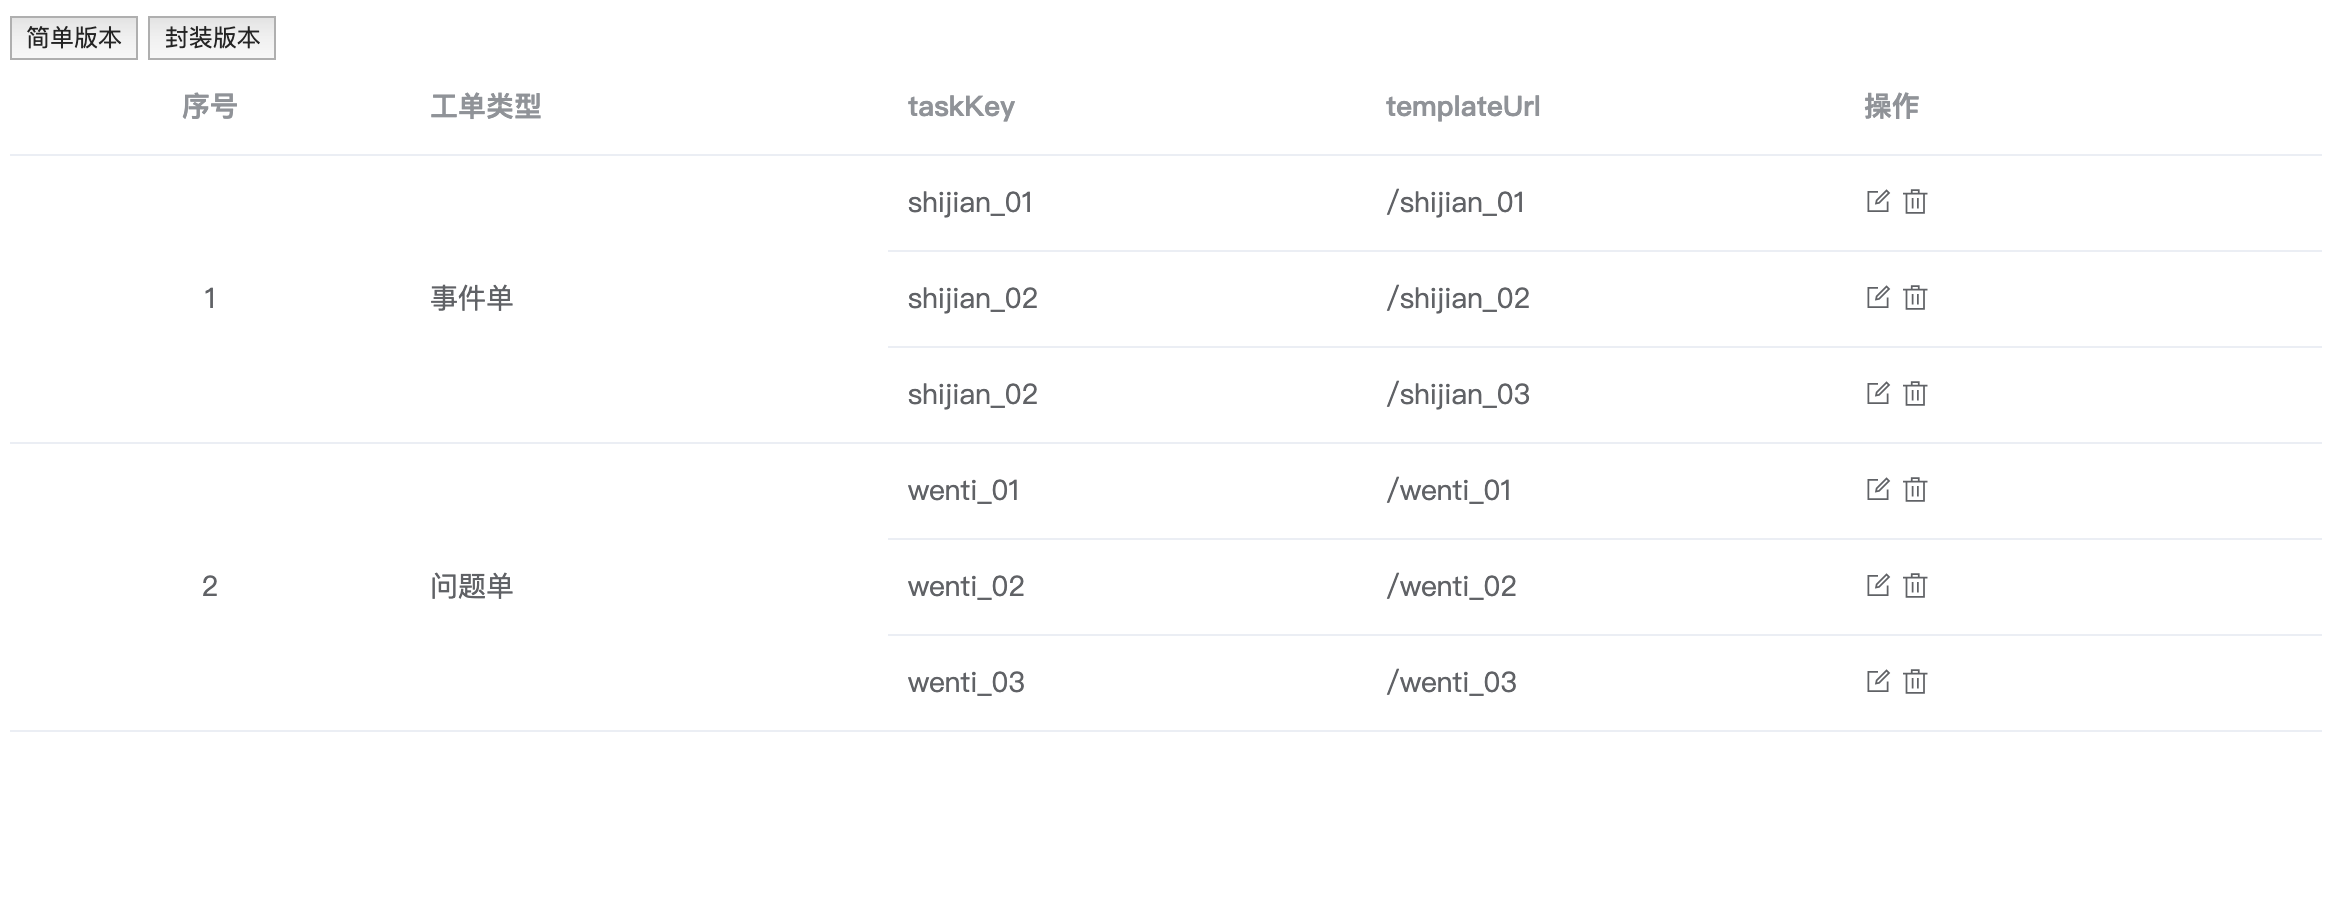 简单版本 封装版本
序号 工单类型 taskKey templateUrl 操作
shijian_01 /shijian_01
1 事件单 shijian_02 /shijian_02
shijian_02 /shijian_03
wenti_01 /wenti_01
2 问题单 wenti_02 /wenti_02
wenti_03 /wenti_03